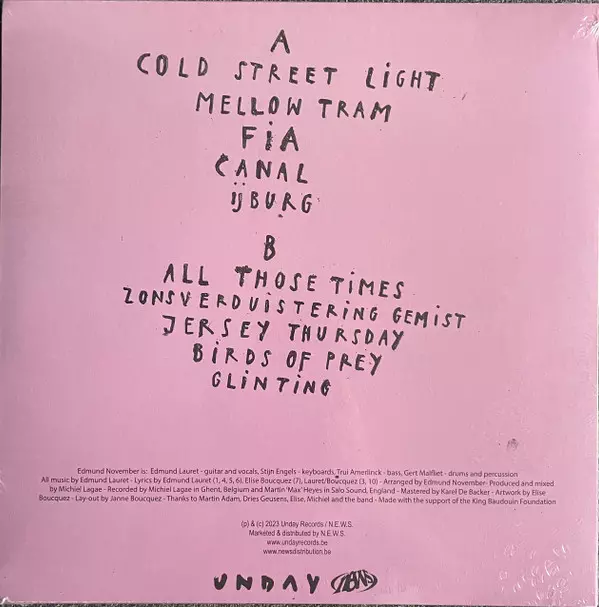 A
COLD STREET LiGHT
MELLOW TRAM
FiA
CANAL
ijBURG
B
ALL THOSE TiMES
ZONSVERDUiSTERiNG GEMiST
JERSEY THURSDAY
BiRDS OF PREY
GLiNTiNG
Edmund November is: Edmund Lauret - guitar and vocals, Stijn Engels - keyboards, Trui Amerlinck - bass, Gert Malfliet - drums and percussion
All music by Edmund Lauret - Lyrics by Edmund Lauret (1, 4, 5, 6), Elise Boucquez (7), Lauret/Boucquez (3, 10) - Arranged by Edmund November- Produced and mixed
by Michiel Lagae - Recorded by Michiel Lagae in Ghent, Belgium and Martin 'Max' Heyes in Salo Sound, England - Mastered by Karel De Backer - Artwork by Elise
Boucquez - Lay-out by Janne Boucquez - Thanks to Martin Adam, Dries Geusens, Elise, Michiel and the band - Made with the support of the King Baudouin Foundation
(p) & (c) 2023 Unday Records / N.E.W.S.
Marketed & distributed by N.E.W.S.
www.undayrecords.be
www.newsdistribution.be
UNDAY NEWS